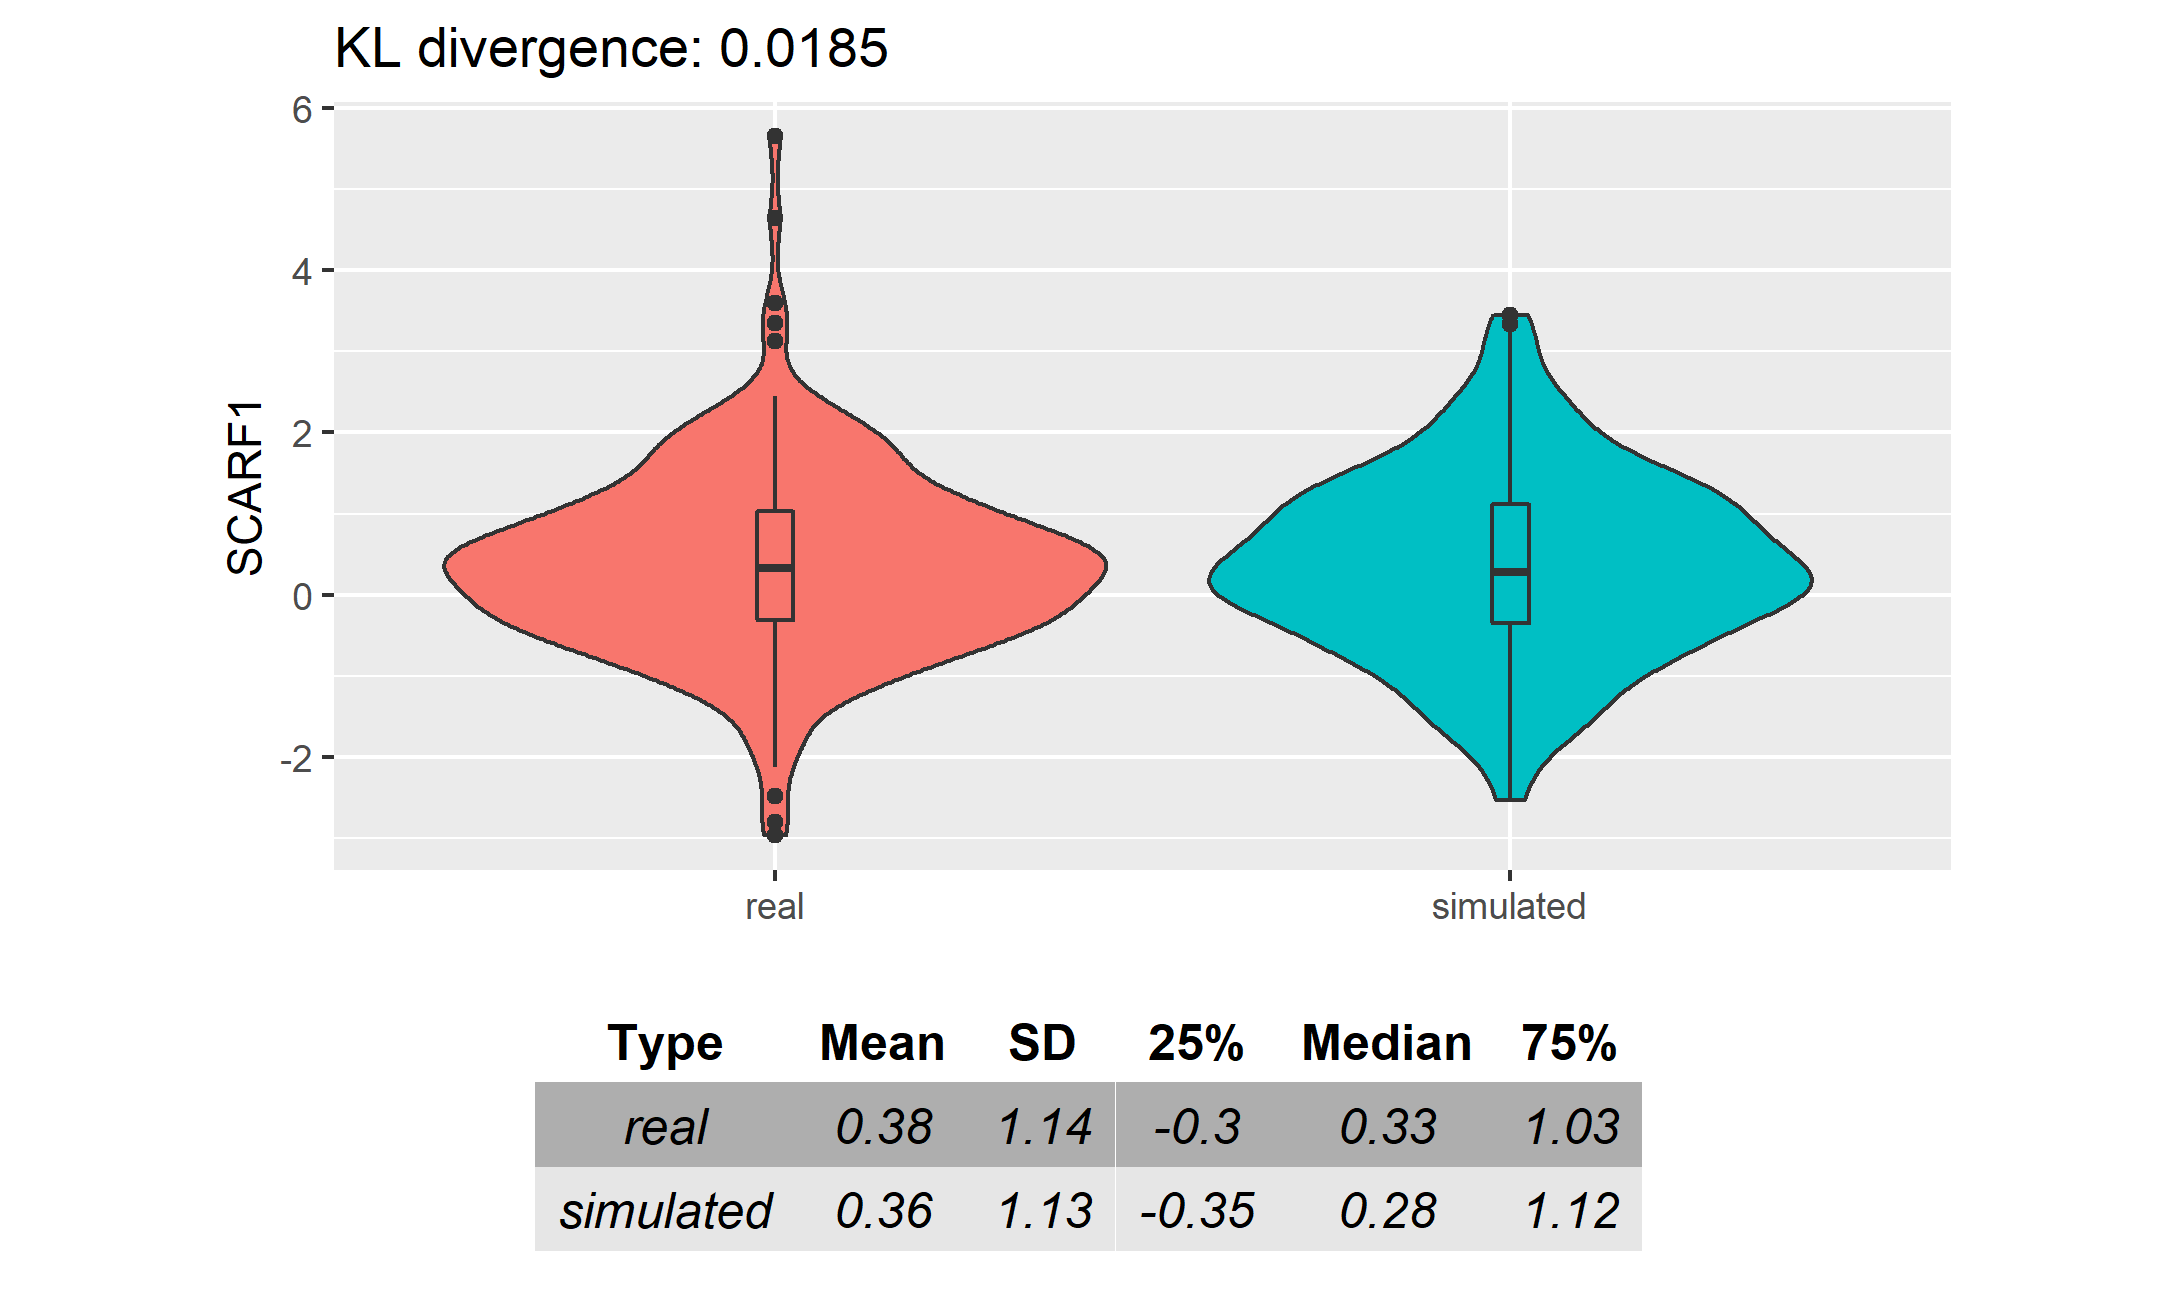 KL divergence: 0.0185
6
4
2
0
-2
SCARF1
real simulated
Type Mean SD 25% Median 75%
real 0.38 1.14 -0.3 0.33 1.03
simulated 0.36 1.13 -0.35 0.28 1.12